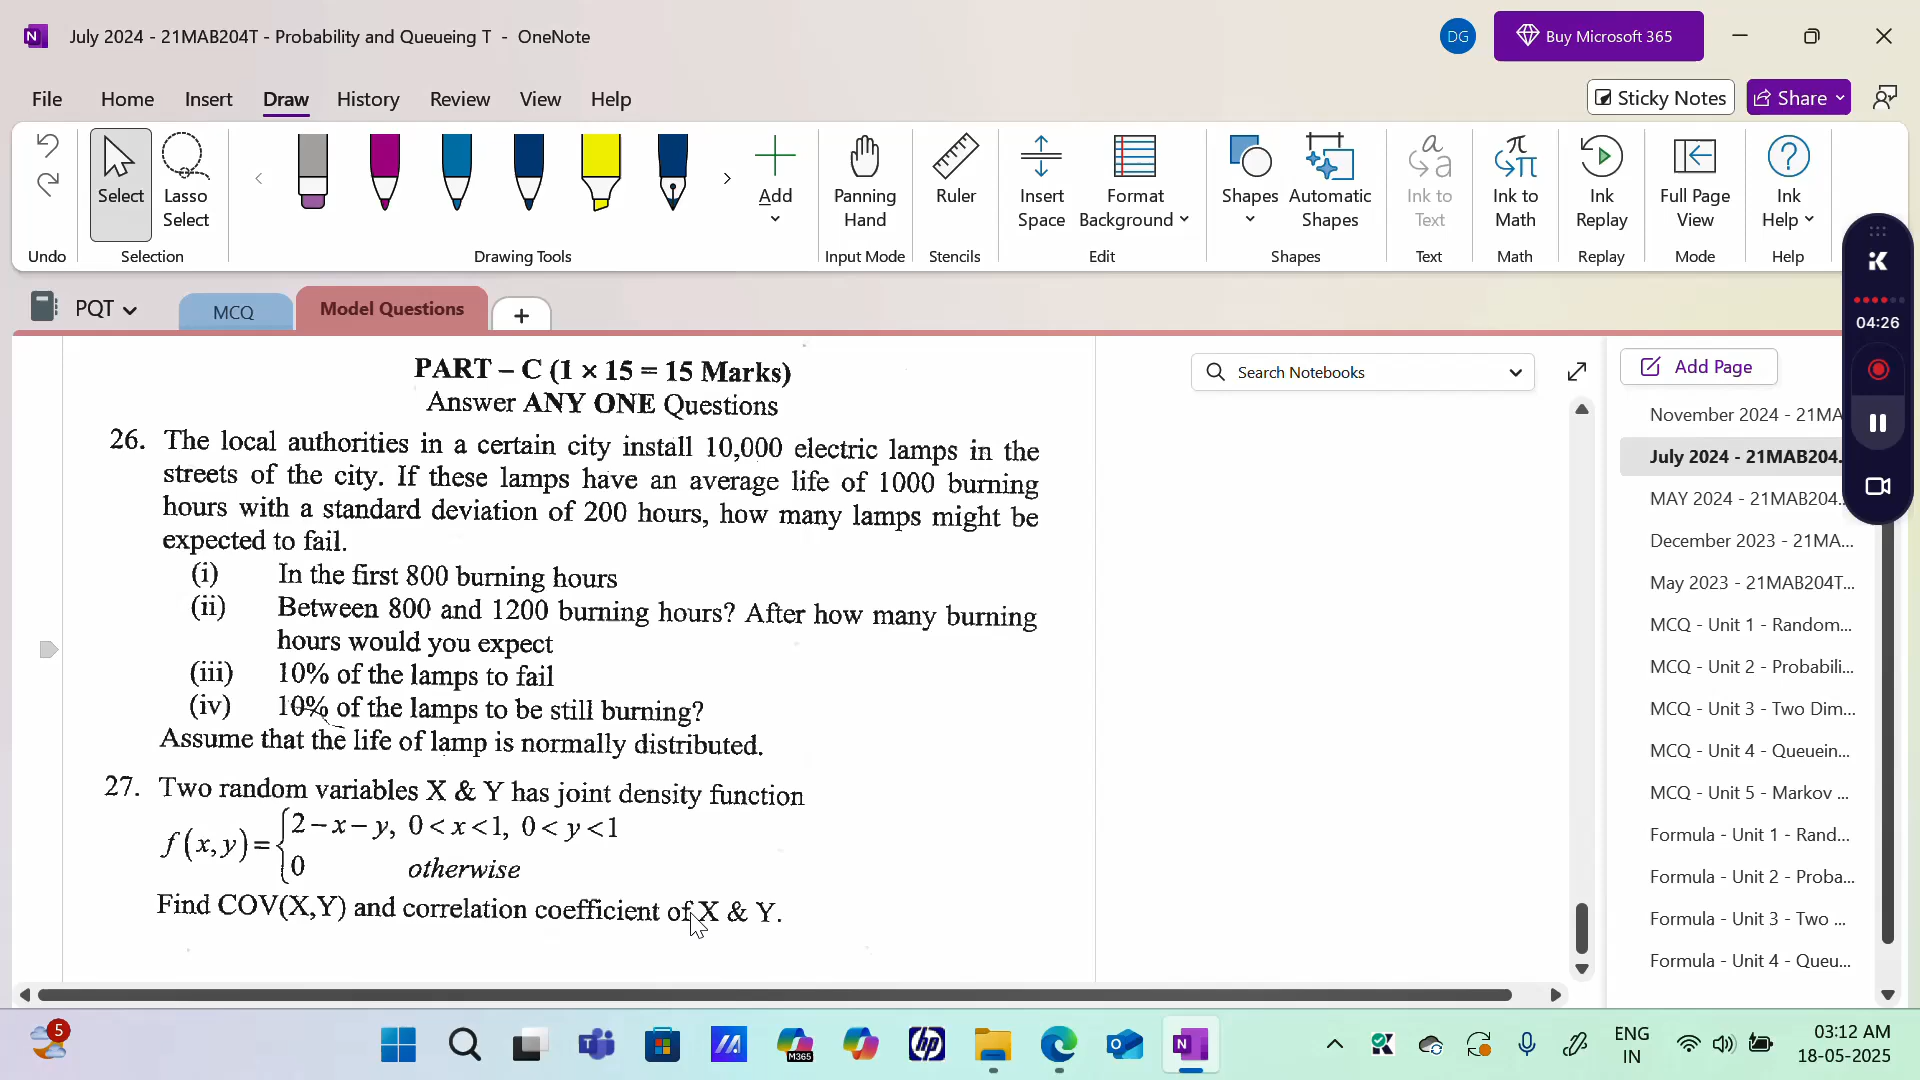 July 2024 - 21MAB204T - Probability and Queueing T - OneNote
DG
Buy Microsoft 365
File Home Insert Draw History Review View Help
Sticky Notes
Share
Select
Lasso Select
Add
Panning Hand
Ruler
Insert Space
Format Background
Shapes
Automatic Shapes
Ink to Text
Ink to Math
Ink Replay
Full Page View
Ink Help
Undo
Selection
Drawing Tools
Input Mode
Stencils
Edit
Shapes
Text
Math
Replay
Mode
Help
04:26
PQT
MCQ
Model Questions
Search Notebooks
Add Page
PART – C (1 × 15 = 15 Marks)
Answer ANY ONE Questions
26. The local authorities in a certain city install 10,000 electric lamps in the
streets of the city. If these lamps have an average life of 1000 burning
hours with a standard deviation of 200 hours, how many lamps might be
expected to fail.
(i) In the first 800 burning hours
(ii) Between 800 and 1200 burning hours? After how many burning
hours would you expect
(iii) 10% of the lamps to fail
(iv) 10% of the lamps to be still burning?
Assume that the life of lamp is normally distributed.
27. Two random variables X & Y has joint density function
f(x,y)={2−x−y, 0<x<1, 0<y<1
0 otherwise
Find COV(X,Y) and correlation coefficient of X & Y.
November 2024 - 21MA
July 2024 - 21MAB204.
MAY 2024 - 21MAB204...
December 2023 - 21MA...
May 2023 - 21MAB204T...
MCQ - Unit 1 - Random...
MCQ - Unit 2 - Probabili...
MCQ - Unit 3 - Two Dim...
MCQ - Unit 4 - Queuein...
MCQ - Unit 5 - Markov ...
Formula - Unit 1 - Rand...
Formula - Unit 2 - Proba...
Formula - Unit 3 - Two ...
Formula - Unit 4 - Queu...
5
M365
hp
ENG
IN
03:12 AM
18-05-2025